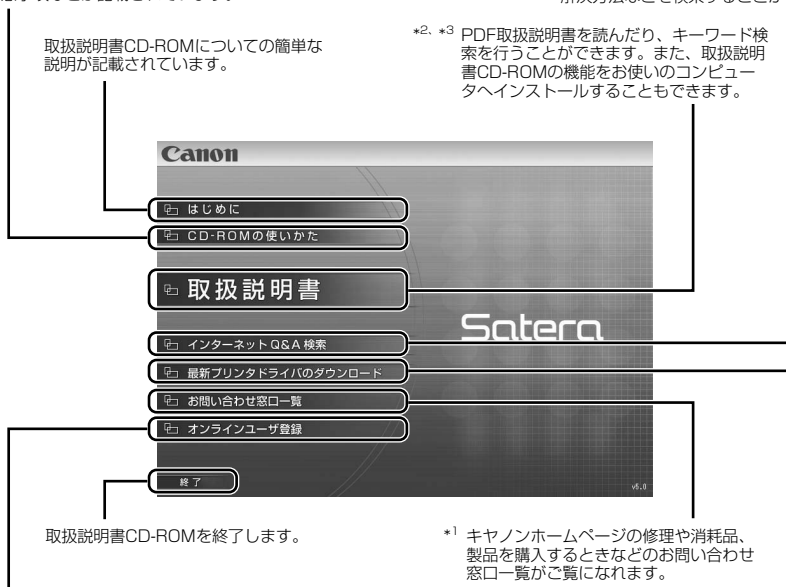 取扱説明書CD-ROMについての簡単な
説明が記載されています。
*2、*3 PDF取扱説明書を読んだり、キーワード検
索を行うことができます。また、取扱説明
書CD-ROMの機能をお使いのコンピュー
タへインストールすることもできます。
Canon
はじめに
CD-ROMの使いかた
取扱説明書
Satera
インターネットQ&A検索
最新プリンタドライバのダウンロード
お問い合わせ窓口一覧
オンラインユーザ登録
終了
v5.0
取扱説明書CD-ROMを終了します。
*1 キヤノンホームページの修理や消耗品、
製品を購入するときなどのお問い合わせ
窓口一覧がご覧になれます。